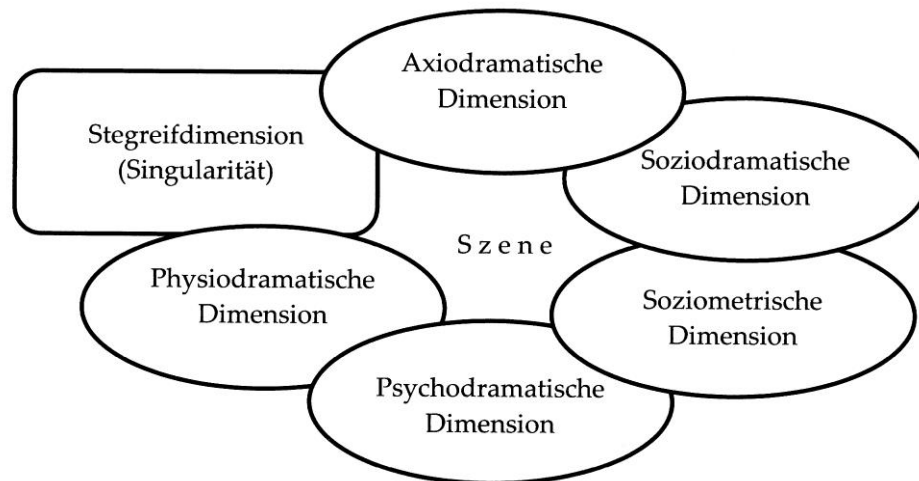 Axiodramatische
Dimension
Stegreifdimension
(Singularität)
Soziodramatische
Dimension
S z e n e
Physiodramatische
Dimension
Soziometrische
Dimension
Psychodramatische
Dimension